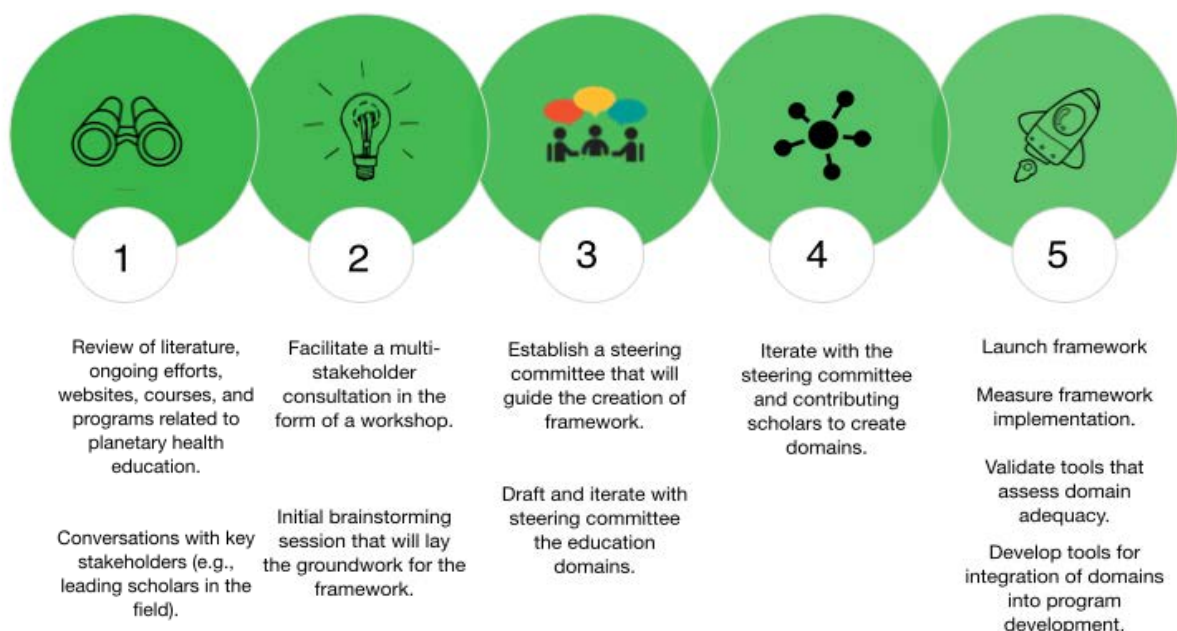 1
Review of literature,
ongoing efforts,
websites, courses, and
programs related to
planetary health
education.
Conversations with key
stakeholders (e.g.,
leading scholars in the
field).
2
Facilitate a multi-
stakeholder
consultation in the
form of a workshop.
Initial brainstorming
session that will lay
the groundwork for the
framework.
3
Establish a steering
committee that will
guide the creation of
framework.
Draft and iterate with
steering committee
the education
domains.
4
Iterate with the
steering committee
and contributing
scholars to create
domains.
5
Launch framework
Measure framework
implementation.
Validate tools that
assess domain
adequacy.
Develop tools for
integration of domains
into program
development.